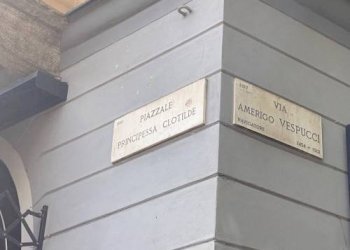 PIAZZALE
PRINCIPESSA CLOTILDE
VIA
AMERIGO VESPUCCI
NAVIGATORE